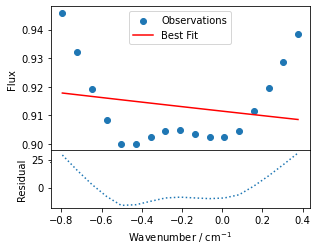 Observations
Best Fit
0.94
0.93
0.92
0.91
0.90
Flux
25
0
Residual
−0.8 −0.6 −0.4 −0.2 0.0 0.2 0.4
Wavenumber / cm⁻¹